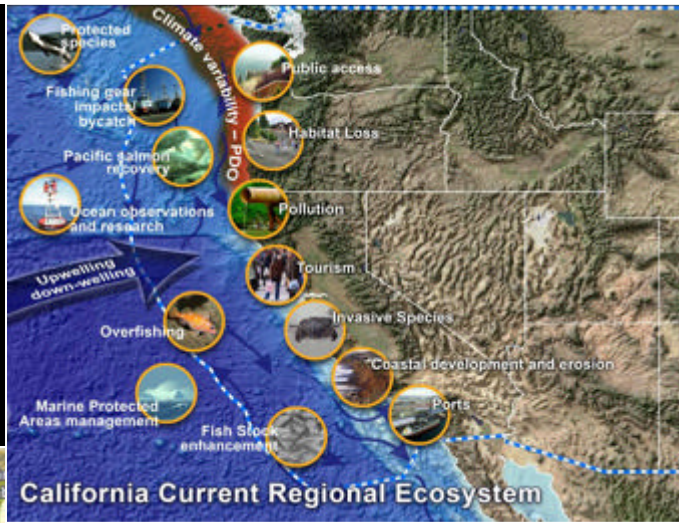 Protected
species
Climate variability – PDO
Public access
Fishing gear
impacts/
bycatch
Habitat Loss
Pacific salmon
recovery
Pollution
Ocean observations
and research
Tourism
Upwelling
down-welling
Invasive Species
Overfishing
Coastal development and erosion
Marine Protected
Areas management
Ports
Fish Stock
enhancement
California Current Regional Ecosystem